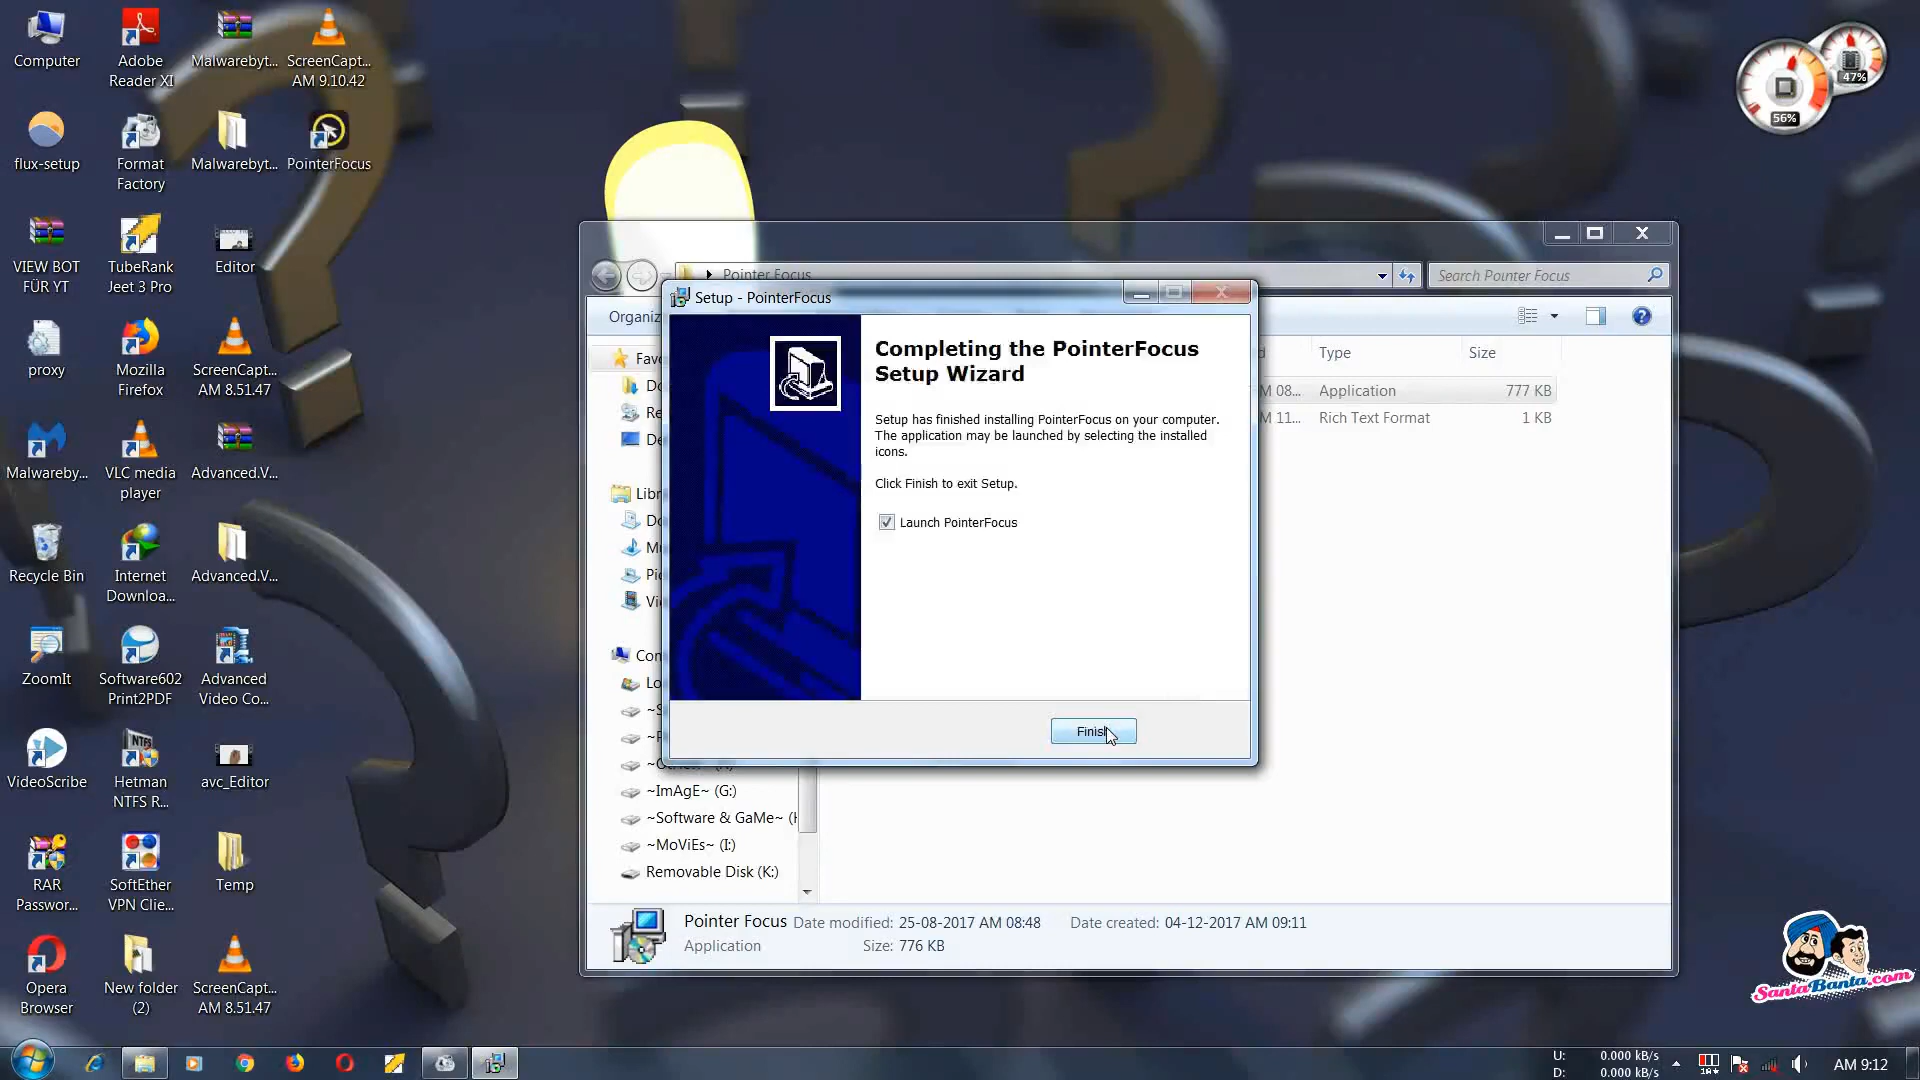 Computer
Adobe
Reader XI
Malwarebyt...
ScreenCapt...
AM 9.10.42
flux-setup
Format
Factory
Malwarebyt...
PointerFocus
VIEW BOT
FÜR YT
TubeRank
Jeet 3 Pro
Editor
proxy
Mozilla
Firefox
ScreenCapt...
AM 8.51.47
Malwareby...
VLC media
player
Advanced.V...
Recycle Bin
Internet
Downloa...
Advanced.V...
ZoomIt
Software602
Print2PDF
Advanced
Video Co...
VideoScribe
Hetman
NTFS R...
avc_Editor
RAR
Passwor...
SoftEther
VPN Clie...
Temp
Opera
Browser
New folder
(2)
ScreenCapt...
AM 8.51.47
47%
56%
Pointer Focus
Search Pointer Focus
Organiz
Type
Size
Application
777 KB
Rich Text Format
1 KB
Setup - PointerFocus
Completing the PointerFocus
Setup Wizard
Setup has finished installing PointerFocus on your computer.
The application may be launched by selecting the installed
icons.
Click Finish to exit Setup.
Launch PointerFocus
Finish
~ImAgE~ (G:)
~Software & GaMe~ (H
~MoViEs~ (I:)
Removable Disk (K:)
Pointer Focus
Date modified: 25-08-2017 AM 08:48
Date created: 04-12-2017 AM 09:11
Application
Size: 776 KB
SantaBanta.com
U: 0.000 kB/s
D: 0.000 kB/s
AM 9:12